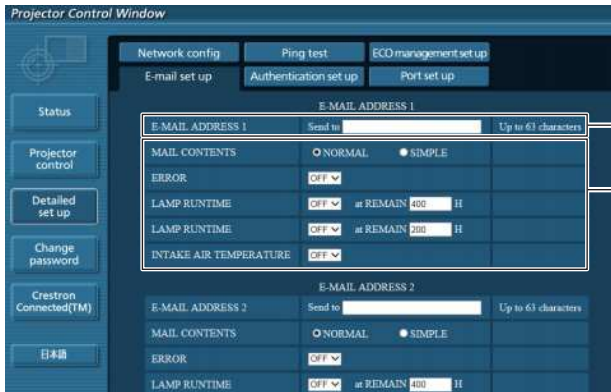 Projector Control Window
Network config Ping test ECO management set up
E-mail set up Authentication set up Port set up
Status
Projector control
Detailed set up
Change password
Crestron Connected(TM)
日本語
E-MAIL ADDRESS 1
E-MAIL ADDRESS 1 Send to Up to 63 characters
MAIL CONTENTS NORMAL SIMPLE
ERROR OFF
LAMP RUNTIME OFF at REMAIN 400 H
LAMP RUNTIME OFF at REMAIN 200 H
INTAKE AIR TEMPERATURE OFF
E-MAIL ADDRESS 2
E-MAIL ADDRESS 2 Send to Up to 63 characters
MAIL CONTENTS NORMAL SIMPLE
ERROR OFF
LAMP RUNTIME OFF at REMAIN 400 H